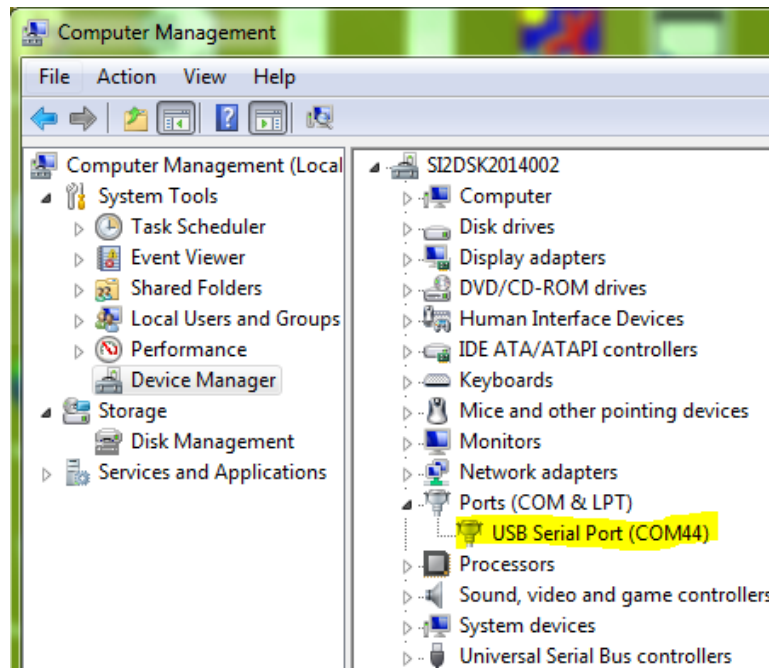 Computer Management
File Action View Help
Computer Management (Local
System Tools
Task Scheduler
Event Viewer
Shared Folders
Local Users and Groups
Performance
Device Manager
Storage
Disk Management
Services and Applications
SI2DSK2014002
Computer
Disk drives
Display adapters
DVD/CD-ROM drives
Human Interface Devices
IDE ATA/ATAPI controllers
Keyboards
Mice and other pointing devices
Monitors
Network adapters
Ports (COM & LPT)
USB Serial Port (COM44)
Processors
Sound, video and game controllers
System devices
Universal Serial Bus controllers